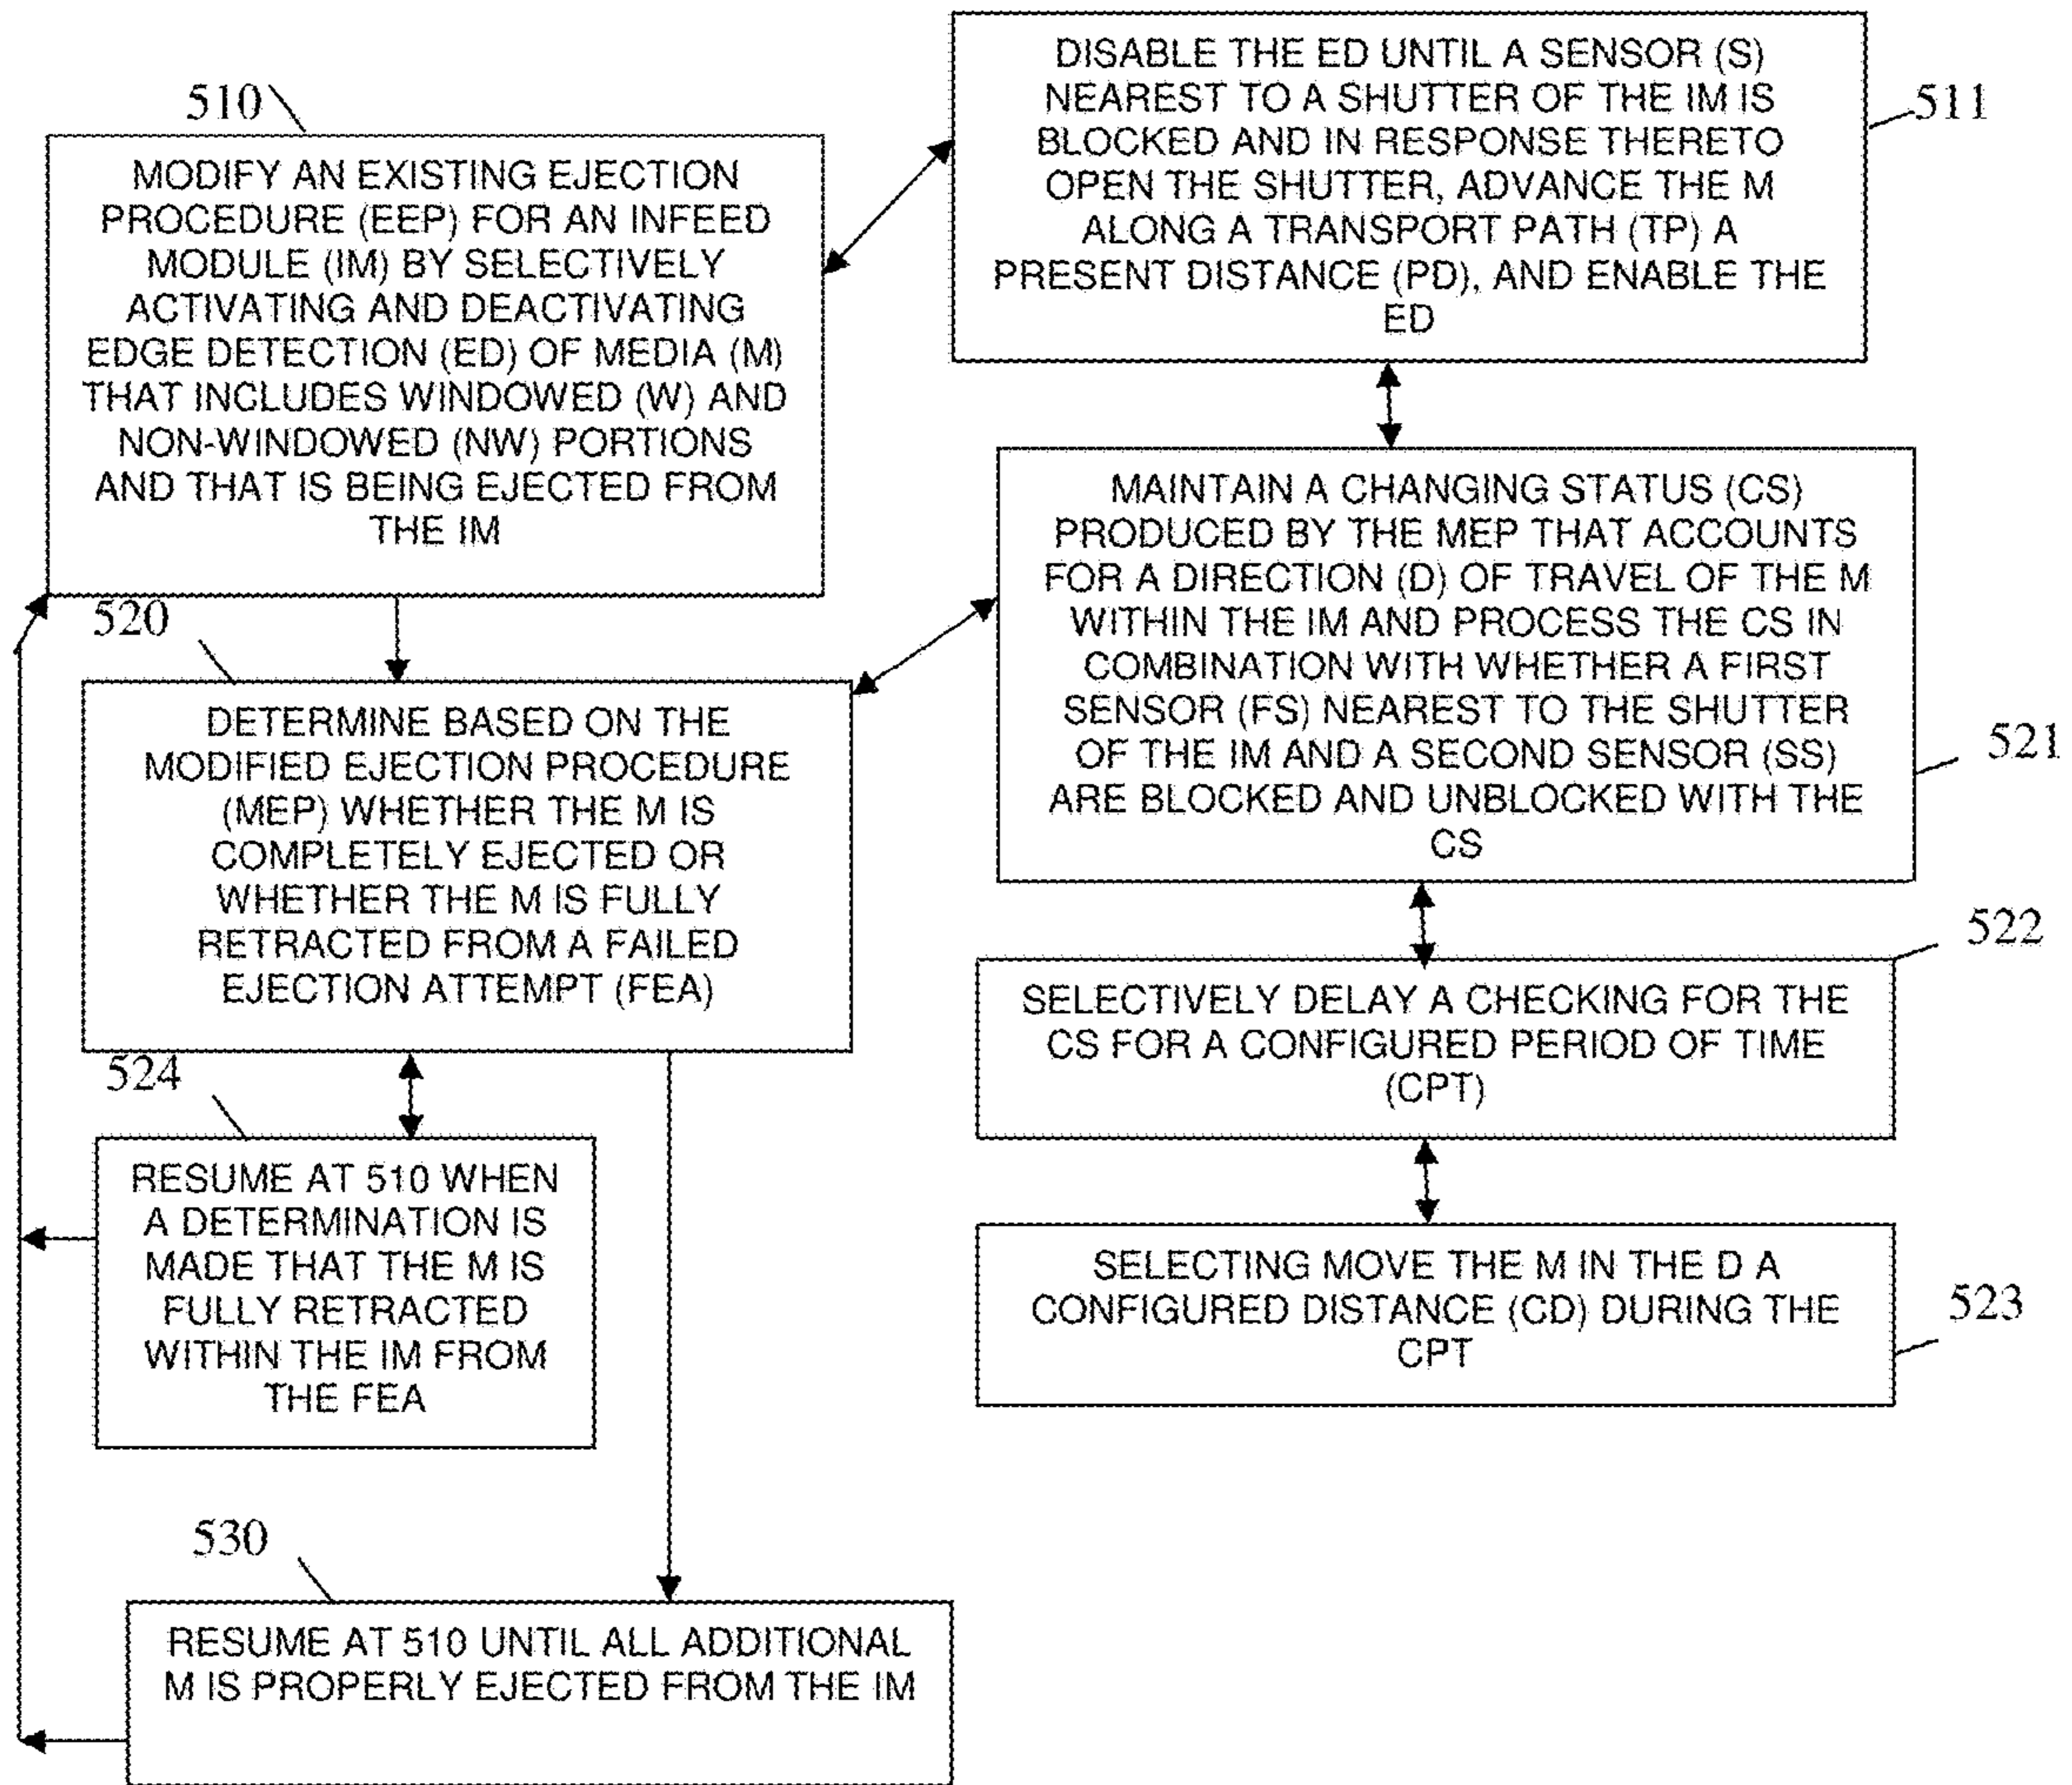 510
MODIFY AN EXISTING EJECTION
PROCEDURE (EEP) FOR AN INFEED
MODULE (IM) BY SELECTIVELY
ACTIVATING AND DEACTIVATING
EDGE DETECTION (ED) OF MEDIA (M)
THAT INCLUDES WINDOWED (W) AND
NON-WINDOWED (NW) PORTIONS
AND THAT IS BEING EJECTED FROM
THE IM
511
DISABLE THE ED UNTIL A SENSOR (S)
NEAREST TO A SHUTTER OF THE IM IS
BLOCKED AND IN RESPONSE THERETO
OPEN THE SHUTTER, ADVANCE THE M
ALONG A TRANSPORT PATH (TP) A
PRESENT DISTANCE (PD), AND ENABLE THE
ED
520
DETERMINE BASED ON THE
MODIFIED EJECTION PROCEDURE
(MEP) WHETHER THE M IS
COMPLETELY EJECTED OR
WHETHER THE M IS FULLY
RETRACTED FROM A FAILED
EJECTION ATTEMPT (FEA)
521
MAINTAIN A CHANGING STATUS (CS)
PRODUCED BY THE MEP THAT ACCOUNTS
FOR A DIRECTION (D) OF TRAVEL OF THE M
WITHIN THE IM AND PROCESS THE CS IN
COMBINATION WITH WHETHER A FIRST
SENSOR (FS) NEAREST TO THE SHUTTER
OF THE IM AND A SECOND SENSOR (SS)
ARE BLOCKED AND UNBLOCKED WITH THE
CS
522
SELECTIVELY DELAY A CHECKING FOR THE
CS FOR A CONFIGURED PERIOD OF TIME
(CPT)
523
SELECTING MOVE THE M IN THE D A
CONFIGURED DISTANCE (CD) DURING THE
CPT
524
RESUME AT 510 WHEN
A DETERMINATION IS
MADE THAT THE M IS
FULLY RETRACTED
WITHIN THE IM FROM
THE FEA
530
RESUME AT 510 UNTIL ALL ADDITIONAL
M IS PROPERLY EJECTED FROM THE IM